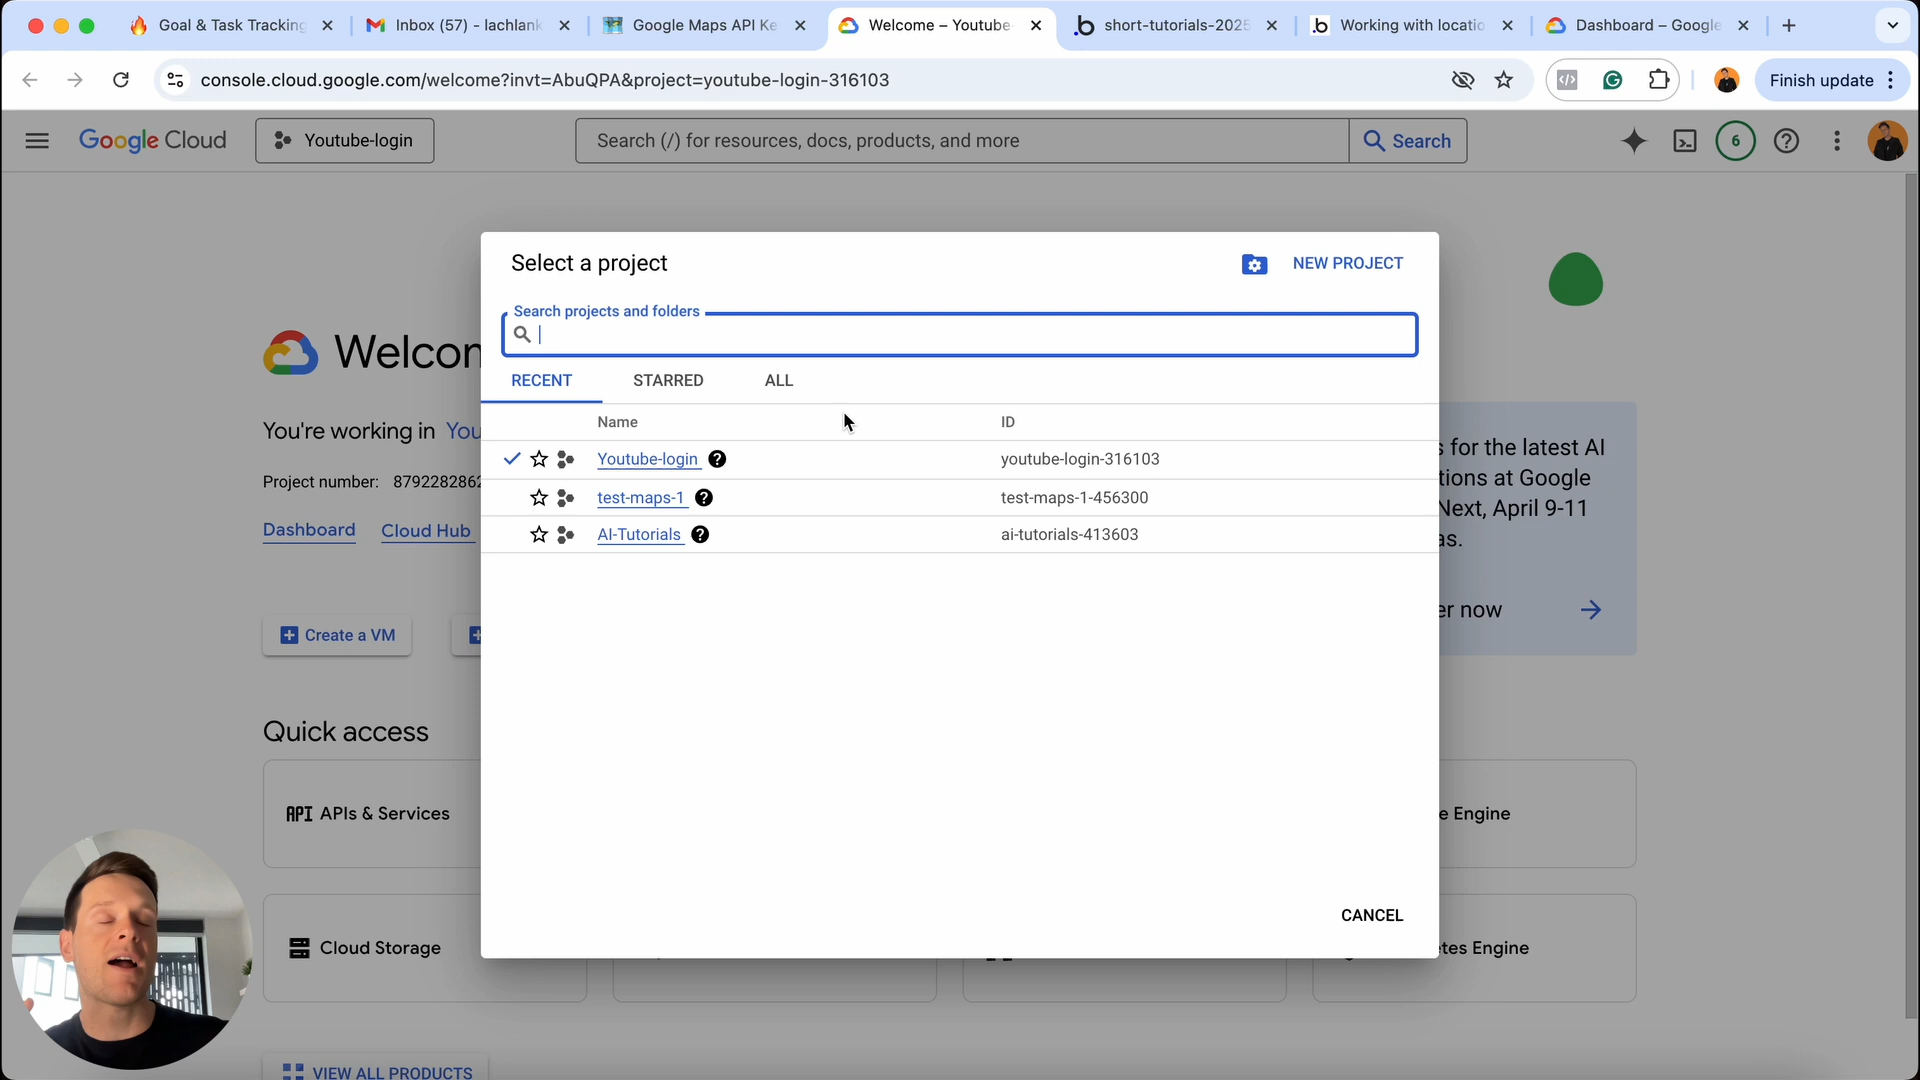 Goal & Task Tracking
Inbox (57) - lachlank
Google Maps API Ke
Welcome – Youtube-
short-tutorials-2025
Working with locatio
Dashboard – Google
console.cloud.google.com/welcome?invt=AbuQPA&project=youtube-login-316103
Finish update
Google Cloud
Youtube-login
Search (/) for resources, docs, products, and more
Search
6
Select a project
NEW PROJECT
Search projects and folders
RECENT
STARRED
ALL
Name
ID
Youtube-login
youtube-login-316103
test-maps-1
test-maps-1-456300
AI-Tutorials
ai-tutorials-413603
CANCEL
Welcom
You're working in You
Project number: 8792282862
Dashboard
Cloud Hub
s for the latest AI
tions at Google
Next, April 9-11
as.
er now
Create a VM
Quick access
API APIs & Services
e Engine
Cloud Storage
etes Engine
VIEW ALL PRODUCTS